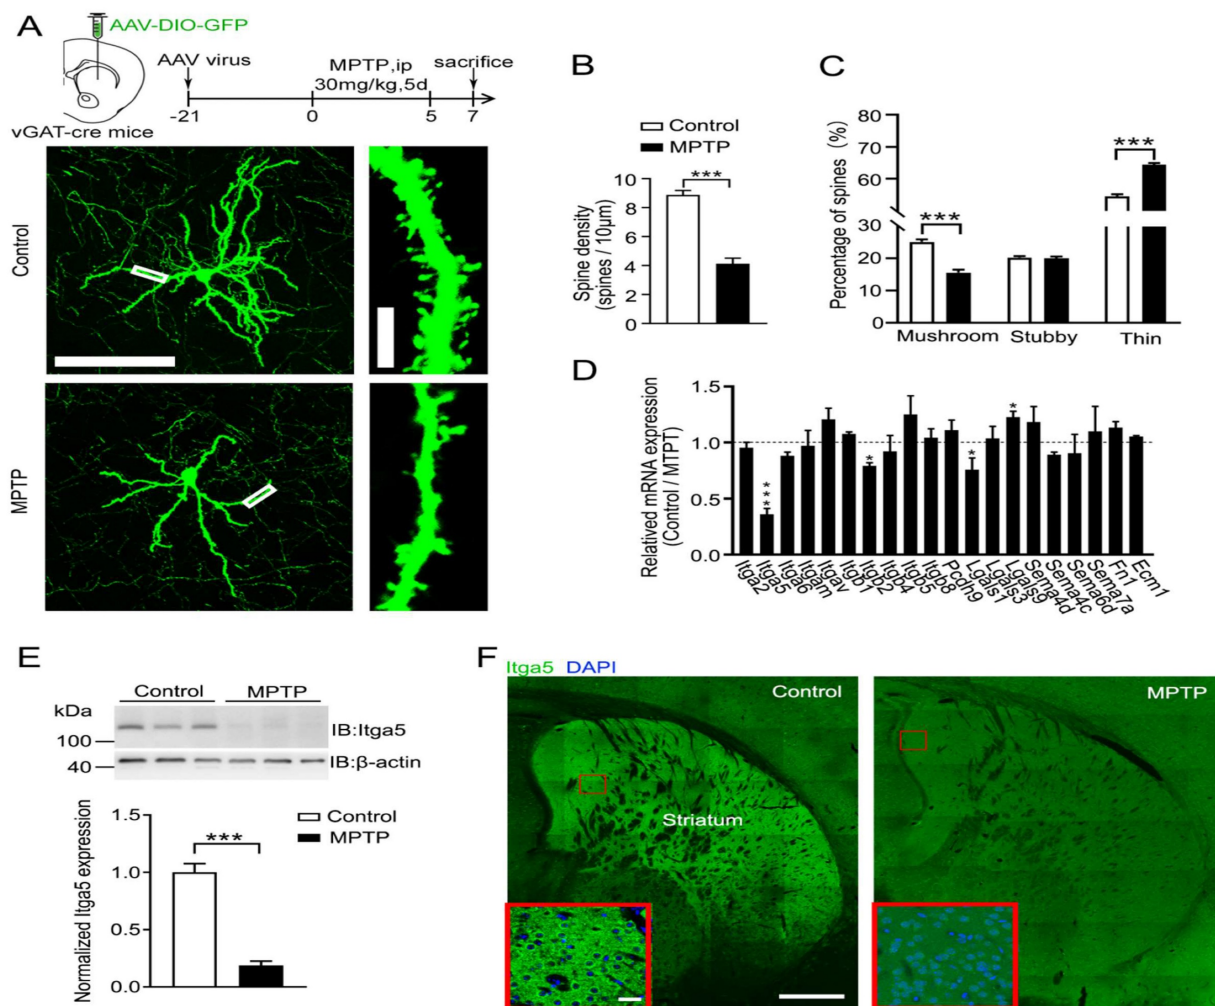 A
AAV-DIO-GFP
AAV virus
MPTP,ip
30mg/kg,5d
sacrifice
-21
0
5
7
vGAT-cre mice
Control
MPTP
B
Control
MPTP
***
Spine density
(spines / 10µm)
10
8
6
4
2
0
C
Percentage of spines (%)
80
70
60
50
30
20
10
0
***
***
Mushroom
Stubby
Thin
D
Relatived mRNA expression
(Control / MTPT)
1.5
1.0
0.5
0.0
***
*
*
*
Itga2
Itga5
Itga6
Itgam
Itgav
Itgb1
Itgb2
Itgb4
Itgb5
Itgb8
Pcdn9
Lgals1
Lgals3
Lgals9
Sema4d
Sema4c
Sema6d
Sema7a
Fn1
Ecm1
E
Control
MPTP
kDa
100
40
IB:Itga5
IB:β-actin
Control
MPTP
***
Normalized Itga5 expression
1.5
1.0
0.5
0.0
F
Itga5 DAPI
Control
Striatum
MPTP